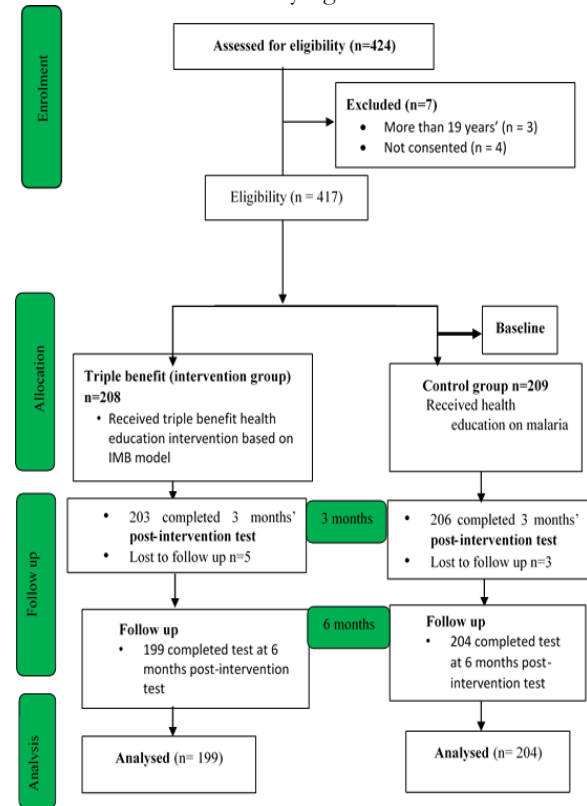 Enrolment
Assessed for eligibility (n=424)
Excluded (n=7)
• More than 19 years' (n = 3)
• Not consented (n = 4)
Eligibility (n = 417)
Allocation
Baseline
Triple benefit (intervention group)
n=208
• Received triple benefit health
education intervention based on
IMB model
Control group n=209
Received health
education on malaria
Follow up
• 203 completed 3 months'
post-intervention test
• Lost to follow up n=5
3 months
• 206 completed 3 months'
post-intervention test
• Lost to follow up n=3
Follow up
• 199 completed test at 6
months post-intervention
test
6 months
Follow up
• 204 completed test
at 6 months post-
intervention test
Analysis
Analysed (n= 199)
Analysed (n= 204)